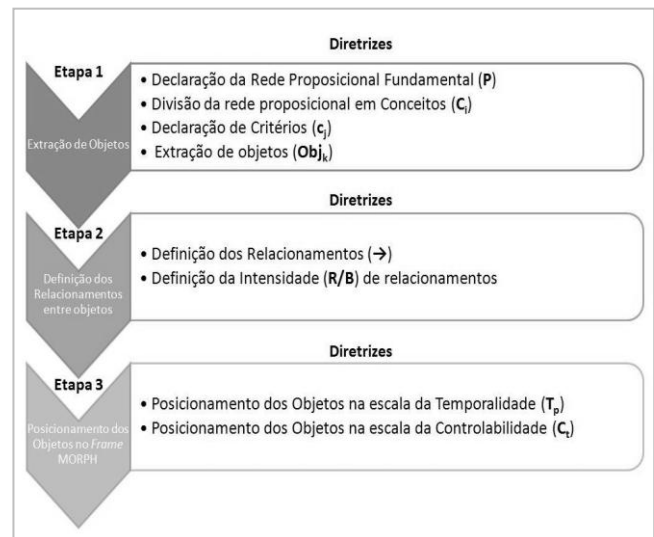 Diretrizes
Etapa 1
Extração de Objetos
• Declaração da Rede Proposicional Fundamental (P)
• Divisão da rede proposicional em Conceitos (Ci)
• Declaração de Critérios (cj)
• Extração de objetos (Objk)
Diretrizes
Etapa 2
Definição dos
Relacionamentos
entre objetos
• Definição dos Relacionamentos (→)
• Definição da Intensidade (R/B) de relacionamentos
Diretrizes
Etapa 3
Posicionamento dos
Objetos no Frame
MORPH
• Posicionamento dos Objetos na escala da Temporalidade (Tp)
• Posicionamento dos Objetos na escala da Controlabilidade (Ct)